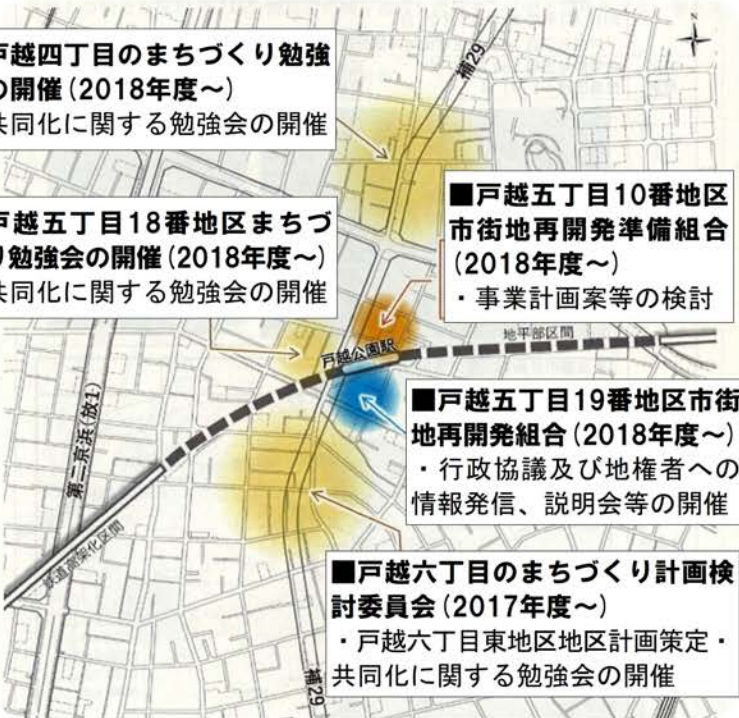 戸越四丁目のまちづくり勉強
の開催(2018年度～)
共同化に関する勉強会の開催
補29
戸越五丁目18番地区まちづ
り勉強会の開催(2018年度～)
共同化に関する勉強会の開催
■戸越五丁目10番地区
市街地再開発準備組合
(2018年度～)
・事業計画案等の検討
地平部区間
戸越公園駅
第二京浜(放1)
■戸越五丁目19番地区市街
地再開発組合(2018年度～)
・行政協議及び地権者への
情報発信、説明会等の開催
鉄道高架化区間
■戸越六丁目のまちづくり計画検
討委員会(2017年度～)
・戸越六丁目東地区地区計画策定・
共同化に関する勉強会の開催
補29